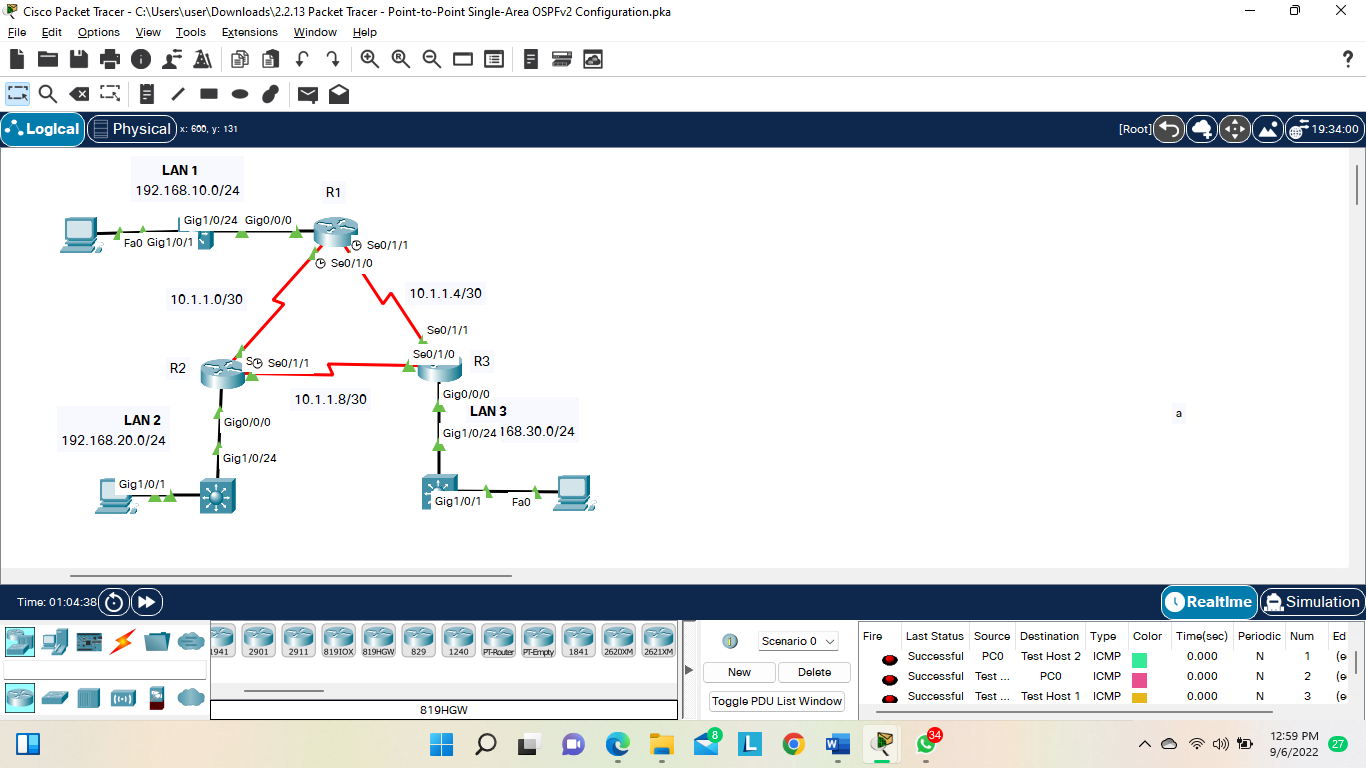 Cisco Packet Tracer - C:\Users\user\Downloads\2.2.13 Packet Tracer - Point-to-Point Single-Area OSPFv2 Configuration.pka
File Edit Options View Tools Extensions Window Help
Logical Physical x: 600, y: 131 [Root] 19:34:00
LAN 1
192.168.10.0/24
R1
Gig1/0/24 Gig0/0/0
Fa0 Gig1/0/1
Se0/1/1
Se0/1/0
10.1.1.0/30
10.1.1.4/30
Se0/1/1
Se0/1/0
R2
Se0/1/1
R3
10.1.1.8/30
Gig0/0/0
LAN 3
Gig1/0/24 168.30.0/24
LAN 2
192.168.20.0/24
Gig0/0/0
Gig1/0/24
Gig1/0/1
Gig1/0/1
Fa0
a
Time: 01:04:38
Realtime Simulation
1941 2901 2911 819IOX 819HGW 829 1240 PT-Router PT-Empty 1841 2620XM 2621XM
819HGW
Scenario 0
New Delete
Toggle PDU List Window
Fire Last Status Source Destination Type Color Time(sec) Periodic Num Ed
Successful PC0 Test Host 2 ICMP 0.000 N 1 (e
Successful Test ... PC0 ICMP 0.000 N 2 (e
Successful Test ... Test Host 1 ICMP 0.000 N 3 (e
8
34
12:59 PM
9/6/2022
27